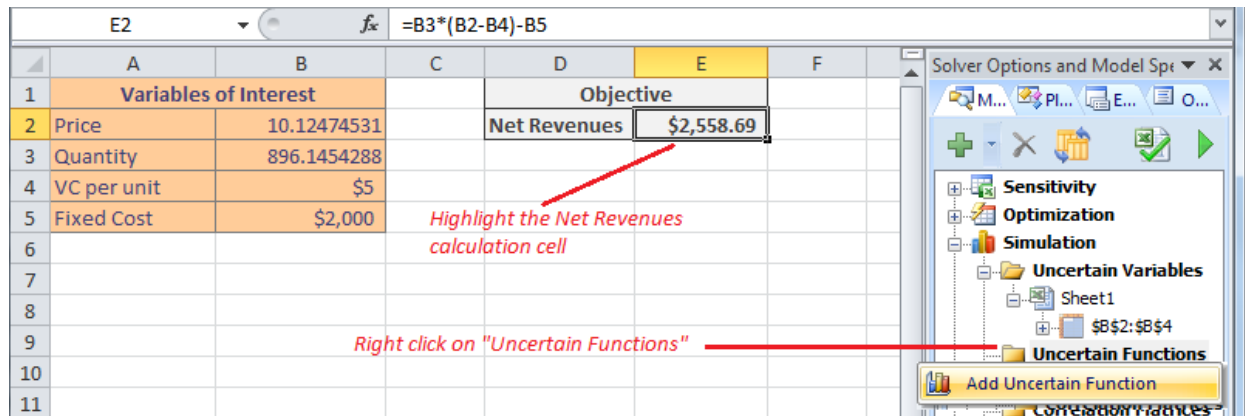 E2 fx =B3*(B2-B4)-B5
A B C D E F
Solver Options and Model Spe
1 Variables of Interest Objective
M... Pl... E... O...
2 Price 10.12474531 Net Revenues $2,558.69
3 Quantity 896.1454288
4 VC per unit $5
Sensitivity
5 Fixed Cost $2,000
Highlight the Net Revenues
Optimization
6
calculation cell
Simulation
7
Uncertain Variables
8
Sheet1
9
$B$2:$B$4
Right click on "Uncertain Functions"
Uncertain Functions
10
Add Uncertain Function
11
Correlation Matrices